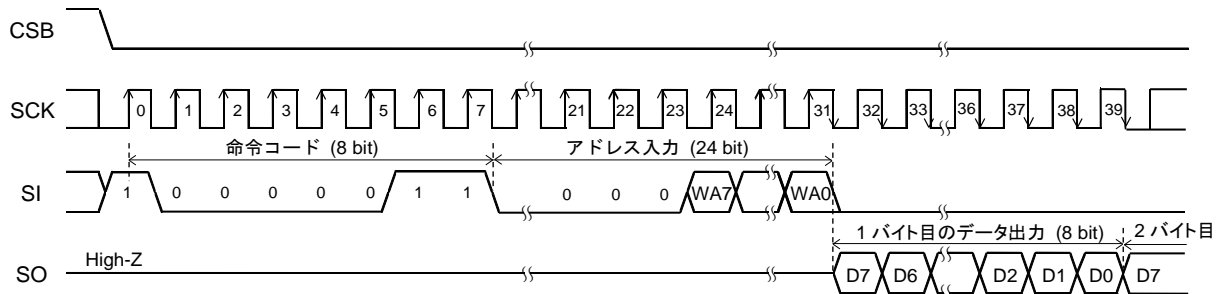 CSB
SCK 0 1 2 3 4 5 6 7 21 22 23 24 31 32 33 36 37 38 39
命令コード (8 bit) アドレス入力 (24 bit)
SI 1 0 0 0 0 0 1 1 0 0 0 WA7 WA0
1 バイト目のデータ出力 (8 bit) 2 バイト目
High-Z
SO D7 D6 D2 D1 D0 D7